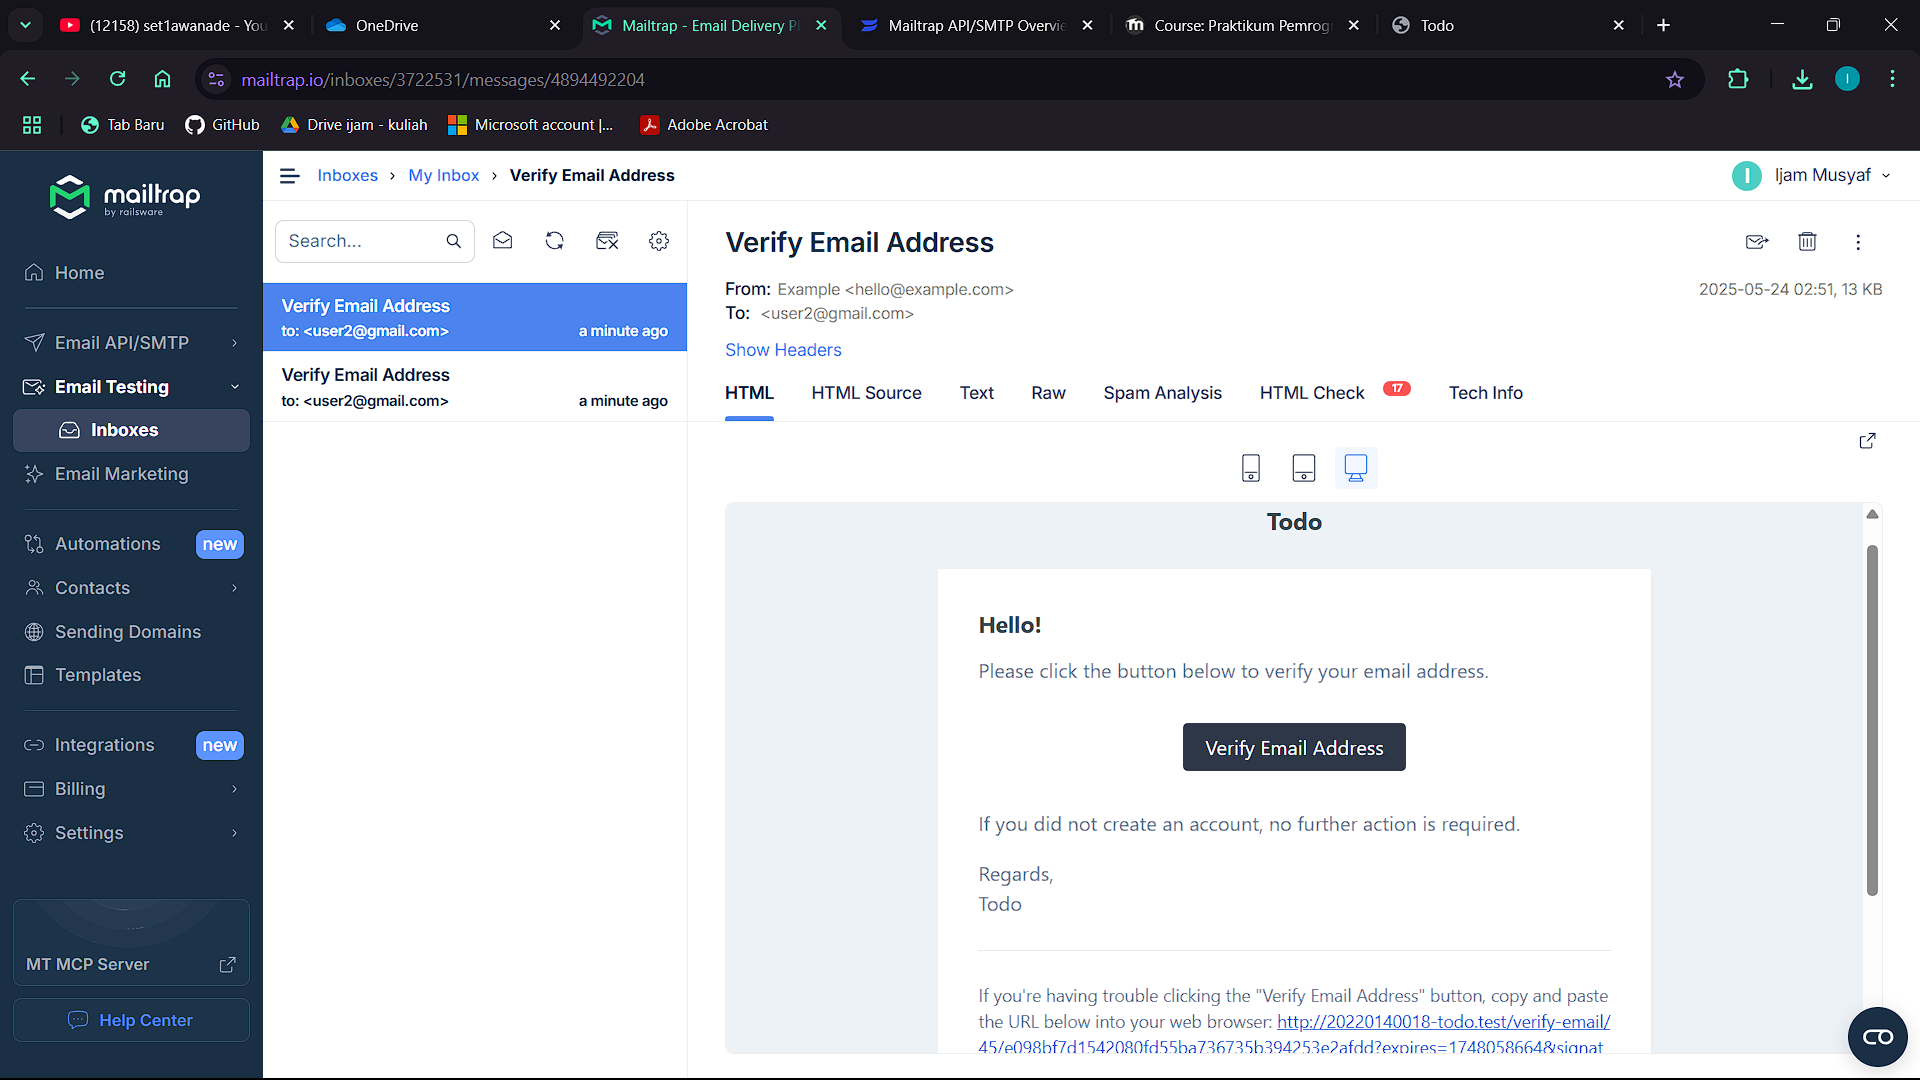 (12158) set1awanade - You
OneDrive
Mailtrap - Email Delivery Pl
Mailtrap API/SMTP Overvie
Course: Praktikum Pemrog
Todo
mailtrap.io/inboxes/3722531/messages/4894492204
I
Tab Baru
GitHub
Drive ijam - kuliah
Microsoft account |...
Adobe Acrobat
mailtrap
by railsware
Inboxes › My Inbox › Verify Email Address
I
Ijam Musyaf
Home
Email API/SMTP
Email Testing
Inboxes
Email Marketing
Automations new
Contacts
Sending Domains
Templates
Integrations new
Billing
Settings
MT MCP Server
Help Center
Search...
Verify Email Address
to: <user2@gmail.com> a minute ago
Verify Email Address
to: <user2@gmail.com> a minute ago
Verify Email Address
From: Example <hello@example.com>
2025-05-24 02:51, 13 KB
To: <user2@gmail.com>
Show Headers
HTML HTML Source Text Raw Spam Analysis HTML Check 17 Tech Info
Todo
Hello!
Please click the button below to verify your email address.
Verify Email Address
If you did not create an account, no further action is required.
Regards,
Todo
If you're having trouble clicking the "Verify Email Address" button, copy and paste
the URL below into your web browser: http://20220140018-todo.test/verify-email/
45/e098bf7d1542080fd55ba736735b394253e2afdd?expires=1748058664&signat